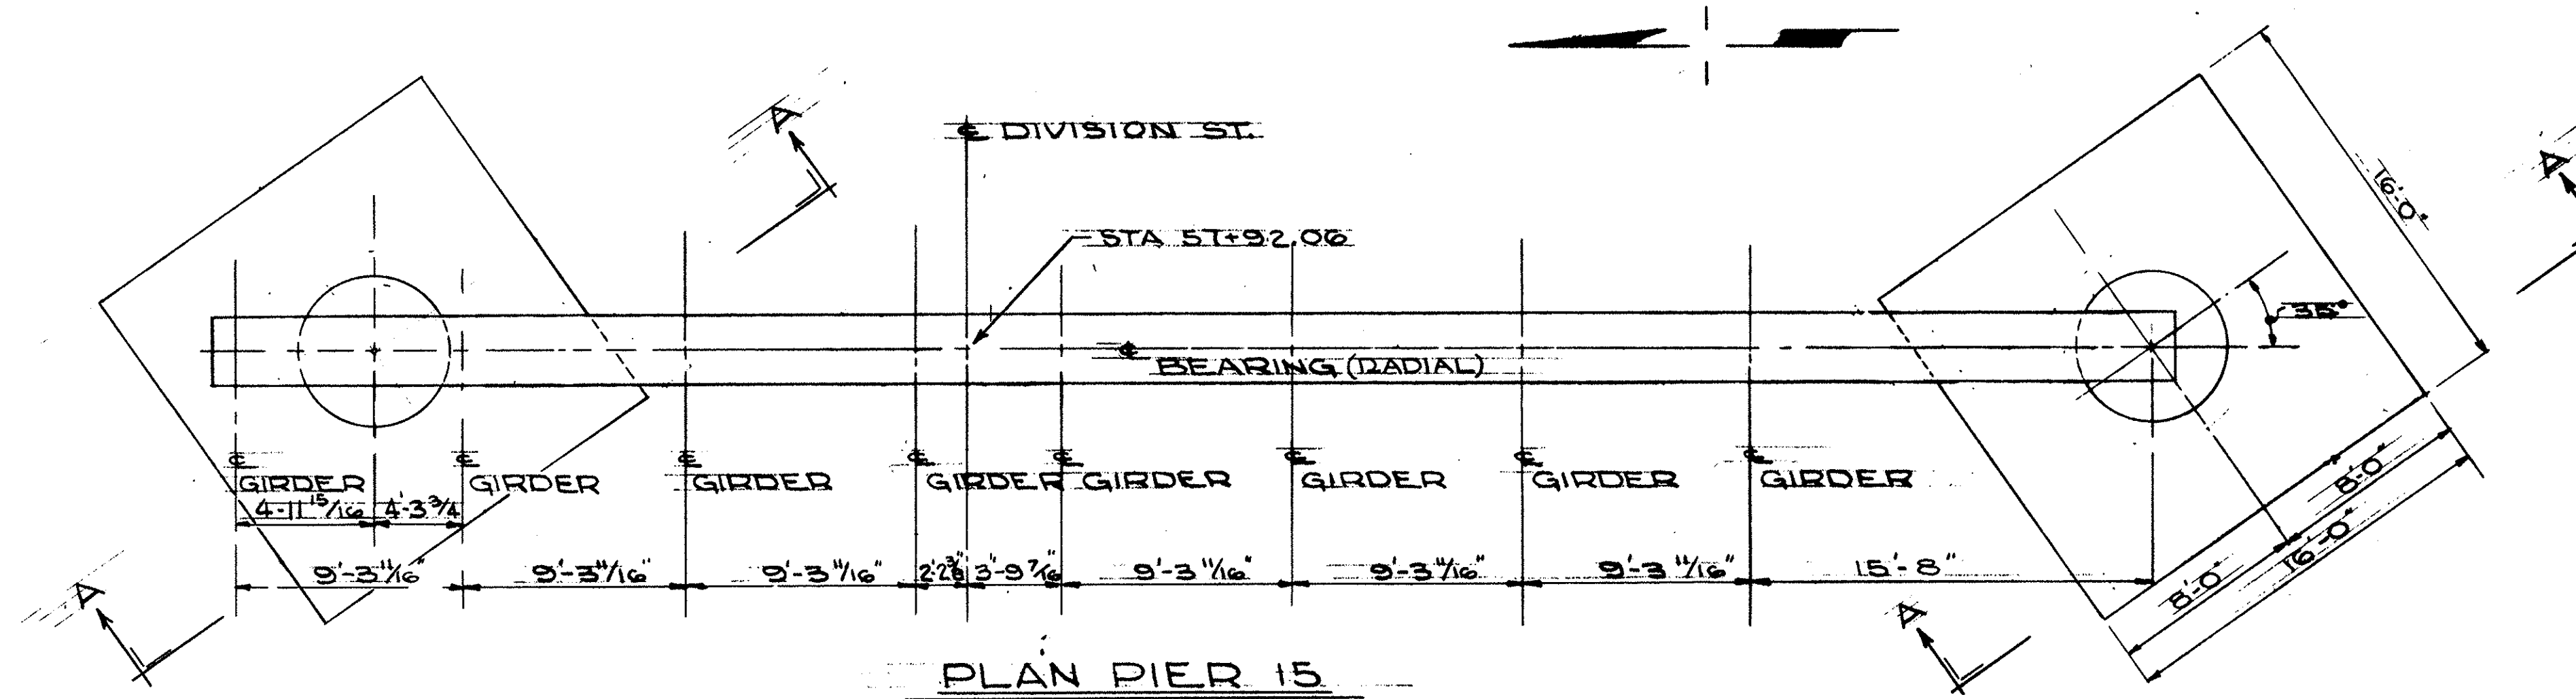 A
℄ DIVISION ST.
A
16'-0"
STA 57+92.06
35°
℄
BEARING (RADIAL)
℄ GIRDER
℄ GIRDER
℄ GIRDER
℄ GIRDER
℄ GIRDER
℄ GIRDER
℄ GIRDER
℄ GIRDER
4-11 15/16
4'-3 3/4
8'-0"
16'-0"
8'-0"
9'-3 11/16"
9'-3 11/16"
9'-3 11/16"
2'2 3/8"
3'-9 7/16"
9'-3 11/16"
9'-3 11/16"
9'-3 11/16"
15'-8"
A
A
PLAN PIER 15